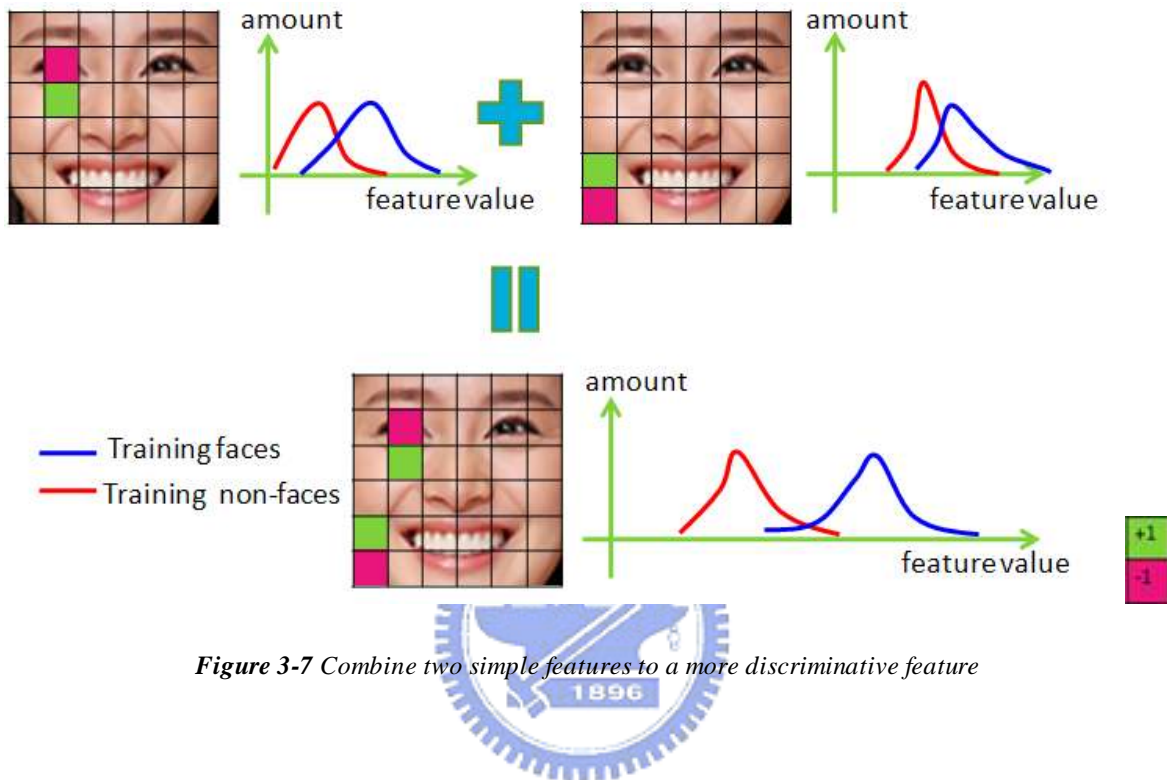 amount
feature value
amount
feature value
amount
feature value
Training faces
Training non-faces
+1
-1
Figure 3-7 Combine two simple features to a more discriminative feature
1896